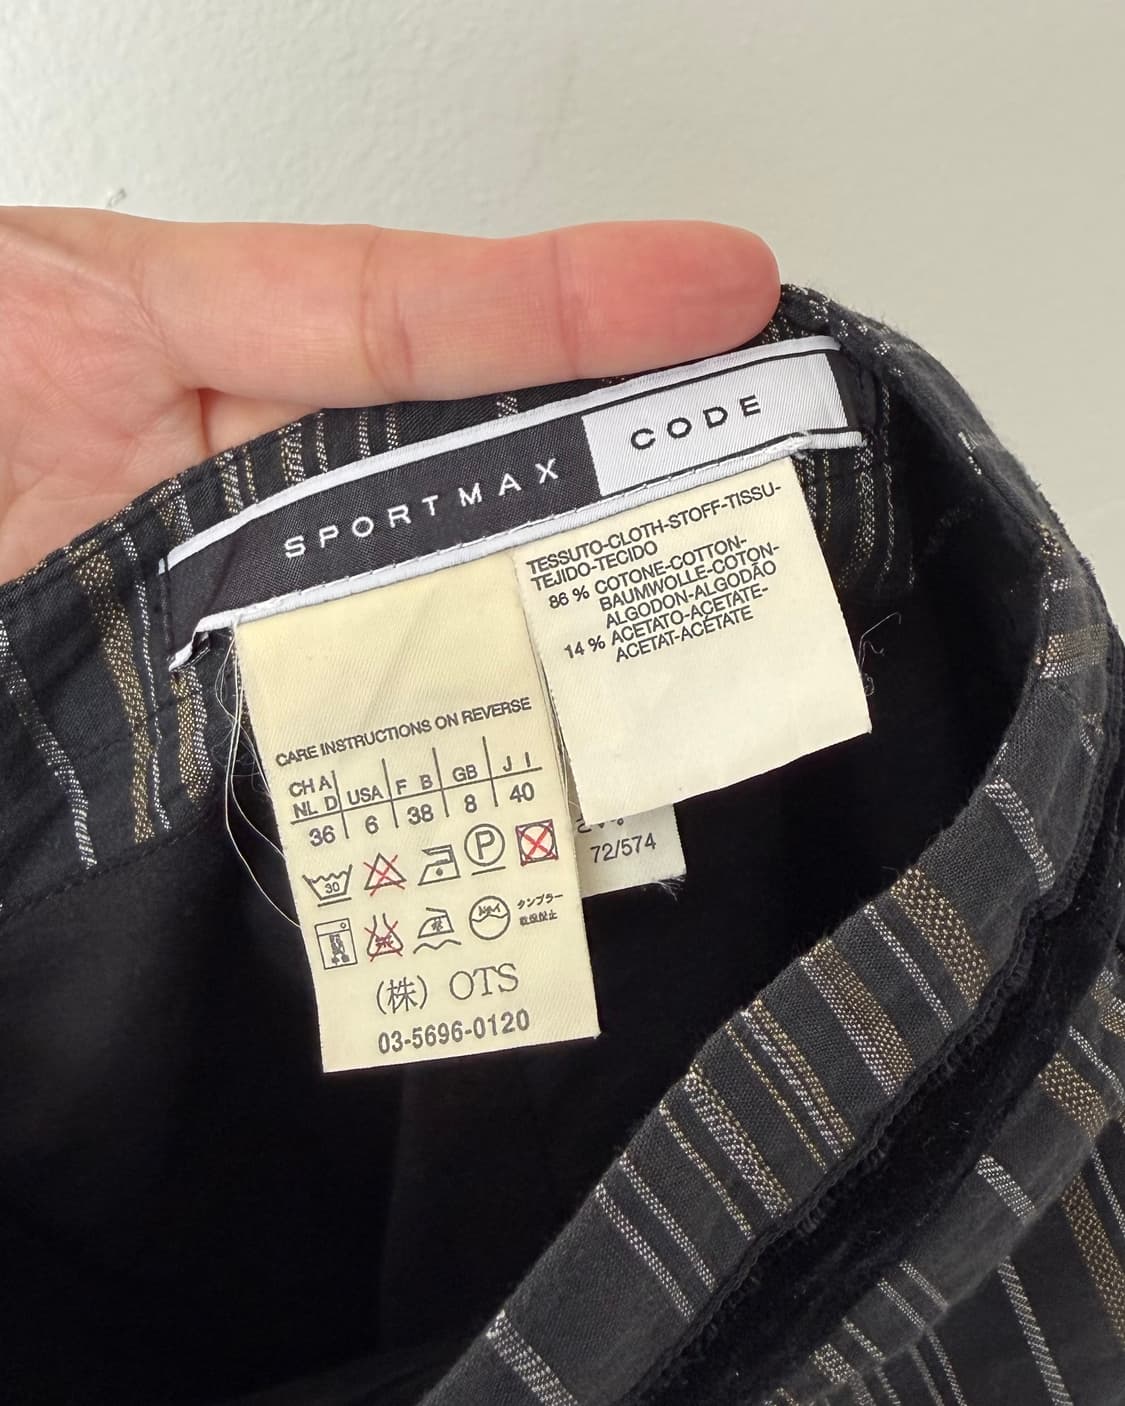 SPORTMAX CODE
TESSUTO-CLOTH-STOFF-TISSU-
TEJIDO-TECIDO
86 % COTONE-COTTON-
BAUMWOLLE-COTON-
ALGODON-ALGODÃO
14 % ACETATO-ACETATE-
ACETAT-ACÉTATE
CARE INSTRUCTIONS ON REVERSE
CH A USA F B GB J I
NL D
36 6 38 8 40
30 P
タンブラー
(株) OTS
03-5696-0120
72/574